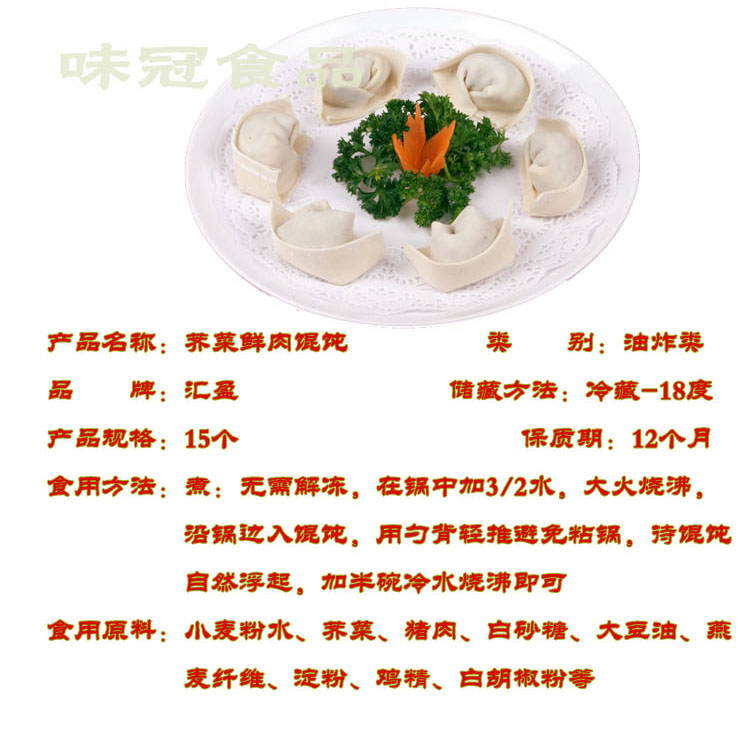 味冠食品
产品名称：荠菜鲜肉馄饨 类 别：油炸类
品 牌：汇盈 储藏方法：冷藏-18度
产品规格：15个 保质期：12个月
食用方法：煮：无需解冻，在锅中加3/2水，大火烧沸，
沿锅边入馄饨，用勺背轻推避免粘锅，待馄饨
自然浮起，加半碗冷水烧沸即可
食用原料：小麦粉水、荠菜、猪肉、白砂糖、大豆油、燕
麦纤维、淀粉、鸡精、白胡椒粉等